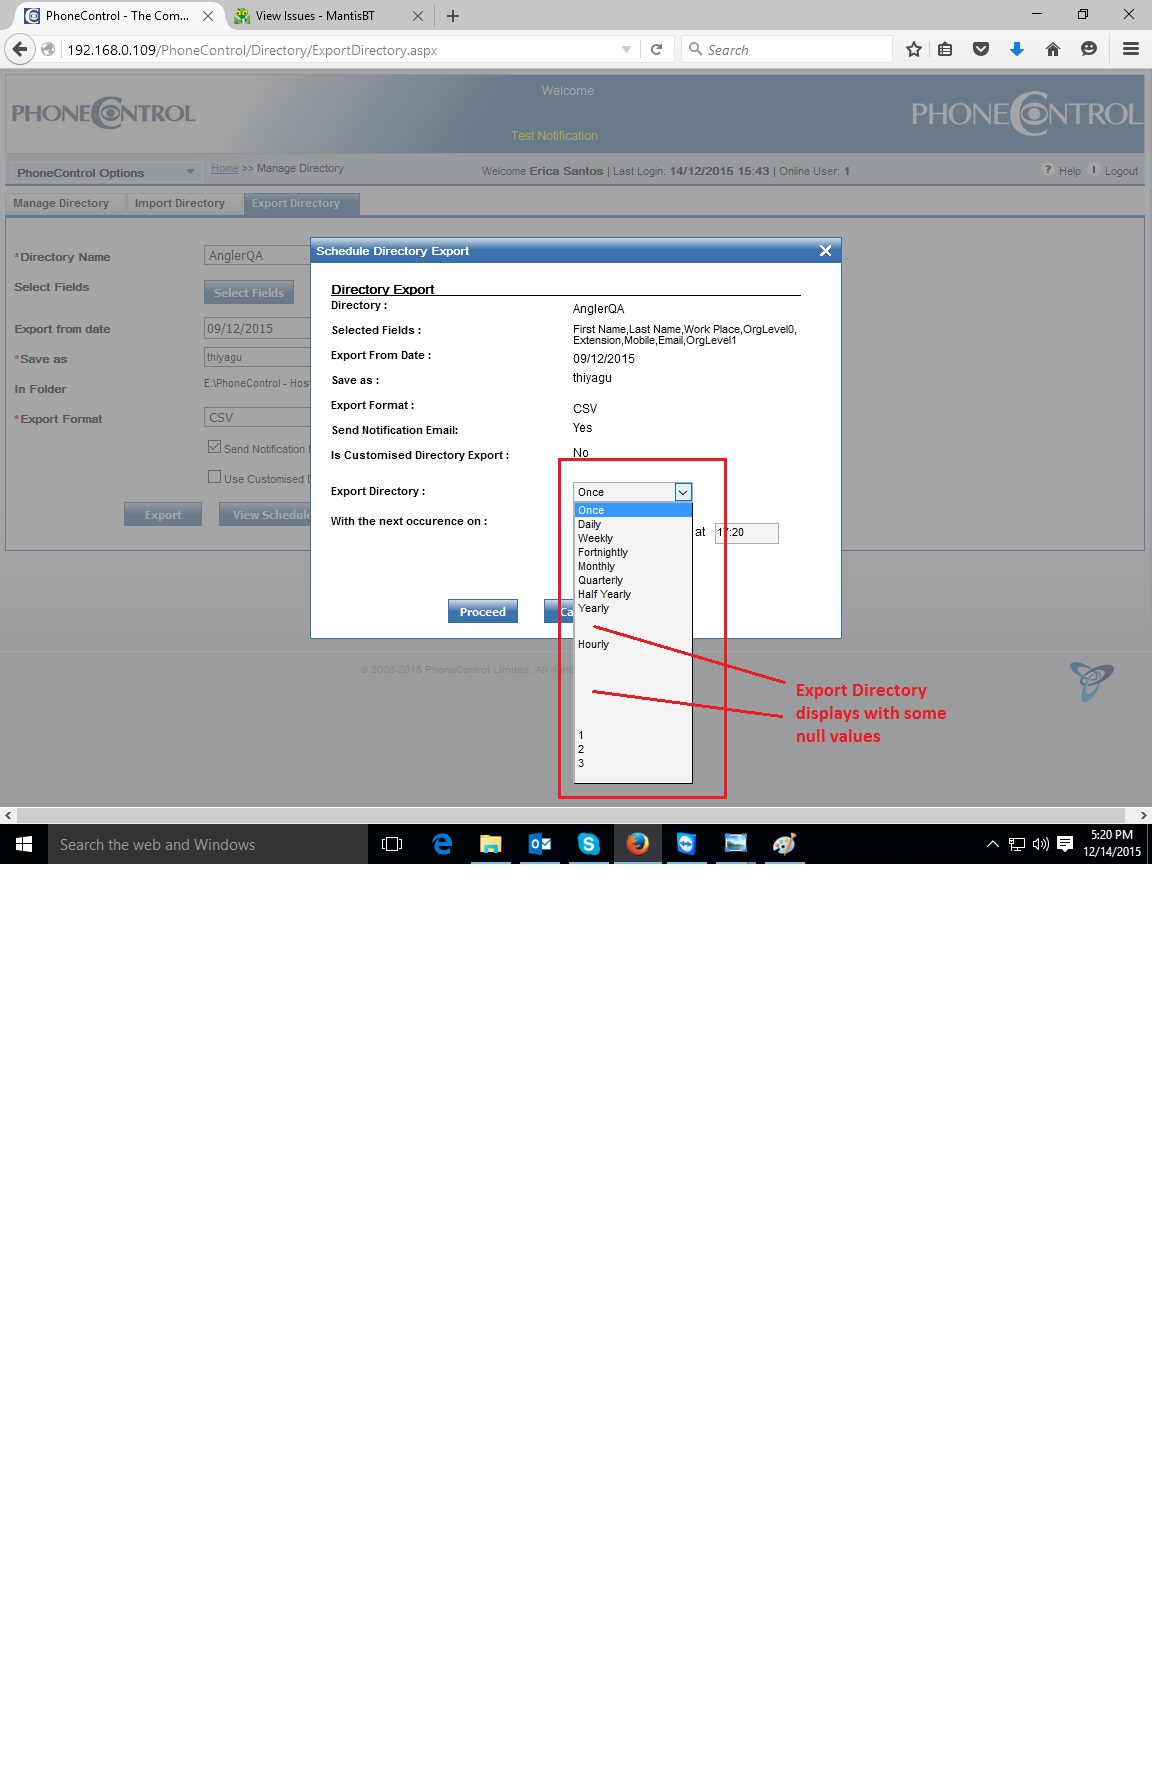 PhoneControl - The Com...
View Issues - MantisBT
192.168.0.109/PhoneControl/Directory/ExportDirectory.aspx
Search
PHONECONTROL
Welcome
Test Notification
PHONECONTROL
PhoneControl Options
Home >> Manage Directory
Welcome Erica Santos | Last Login: 14/12/2015 15:43 | Online User: 1
? Help
Logout
Manage Directory
Import Directory
Export Directory
*Directory Name
AnglerQA
Select Fields
Select Fields
Export from date
09/12/2015
*Save as
thiyagu
In Folder
E:\PhoneControl - Hos
*Export Format
CSV
Send Notification
Use Customised
Export
View Schedule
Schedule Directory Export
Directory Export
Directory :
AnglerQA
Selected Fields :
First Name,Last Name,Work Place,OrgLevel0,
Extension,Mobile,Email,OrgLevel1
Export From Date :
09/12/2015
Save as :
thiyagu
Export Format :
CSV
Send Notification Email:
Yes
Is Customised Directory Export :
No
Export Directory :
Once
With the next occurence on :
at
17:20
Once
Daily
Weekly
Fortnightly
Monthly
Quarterly
Half Yearly
Yearly
Hourly
1
2
3
Proceed
Ca
© 2008-2015 PhoneControl Limited. All right
Export Directory
displays with some
null values
Search the web and Windows
5:20 PM
12/14/2015